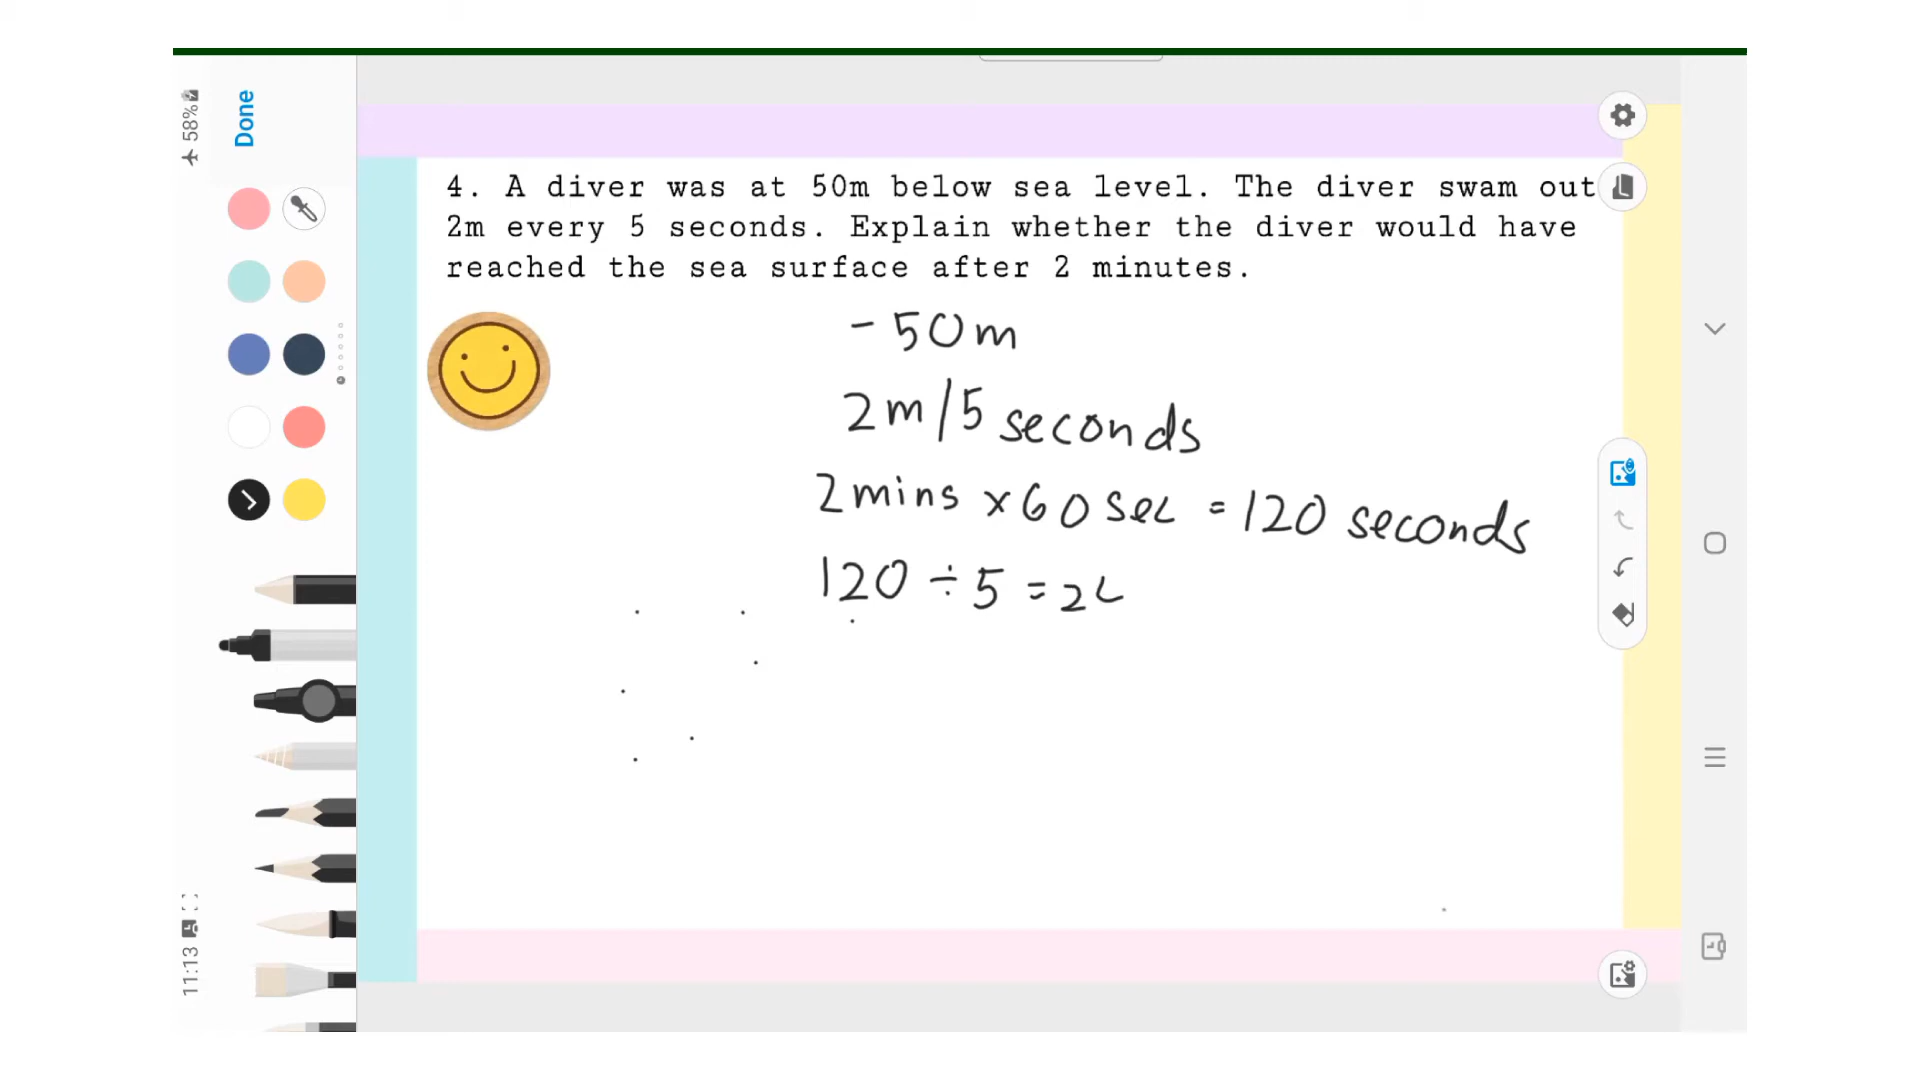 58%
Done
4. A diver was at 50m below sea level. The diver swam out
2m every 5 seconds. Explain whether the diver would have
reached the sea surface after 2 minutes.
- 50m
2m/5 seconds
2mins x 60 sec = 120 seconds
120 ÷ 5 = 24
11:13